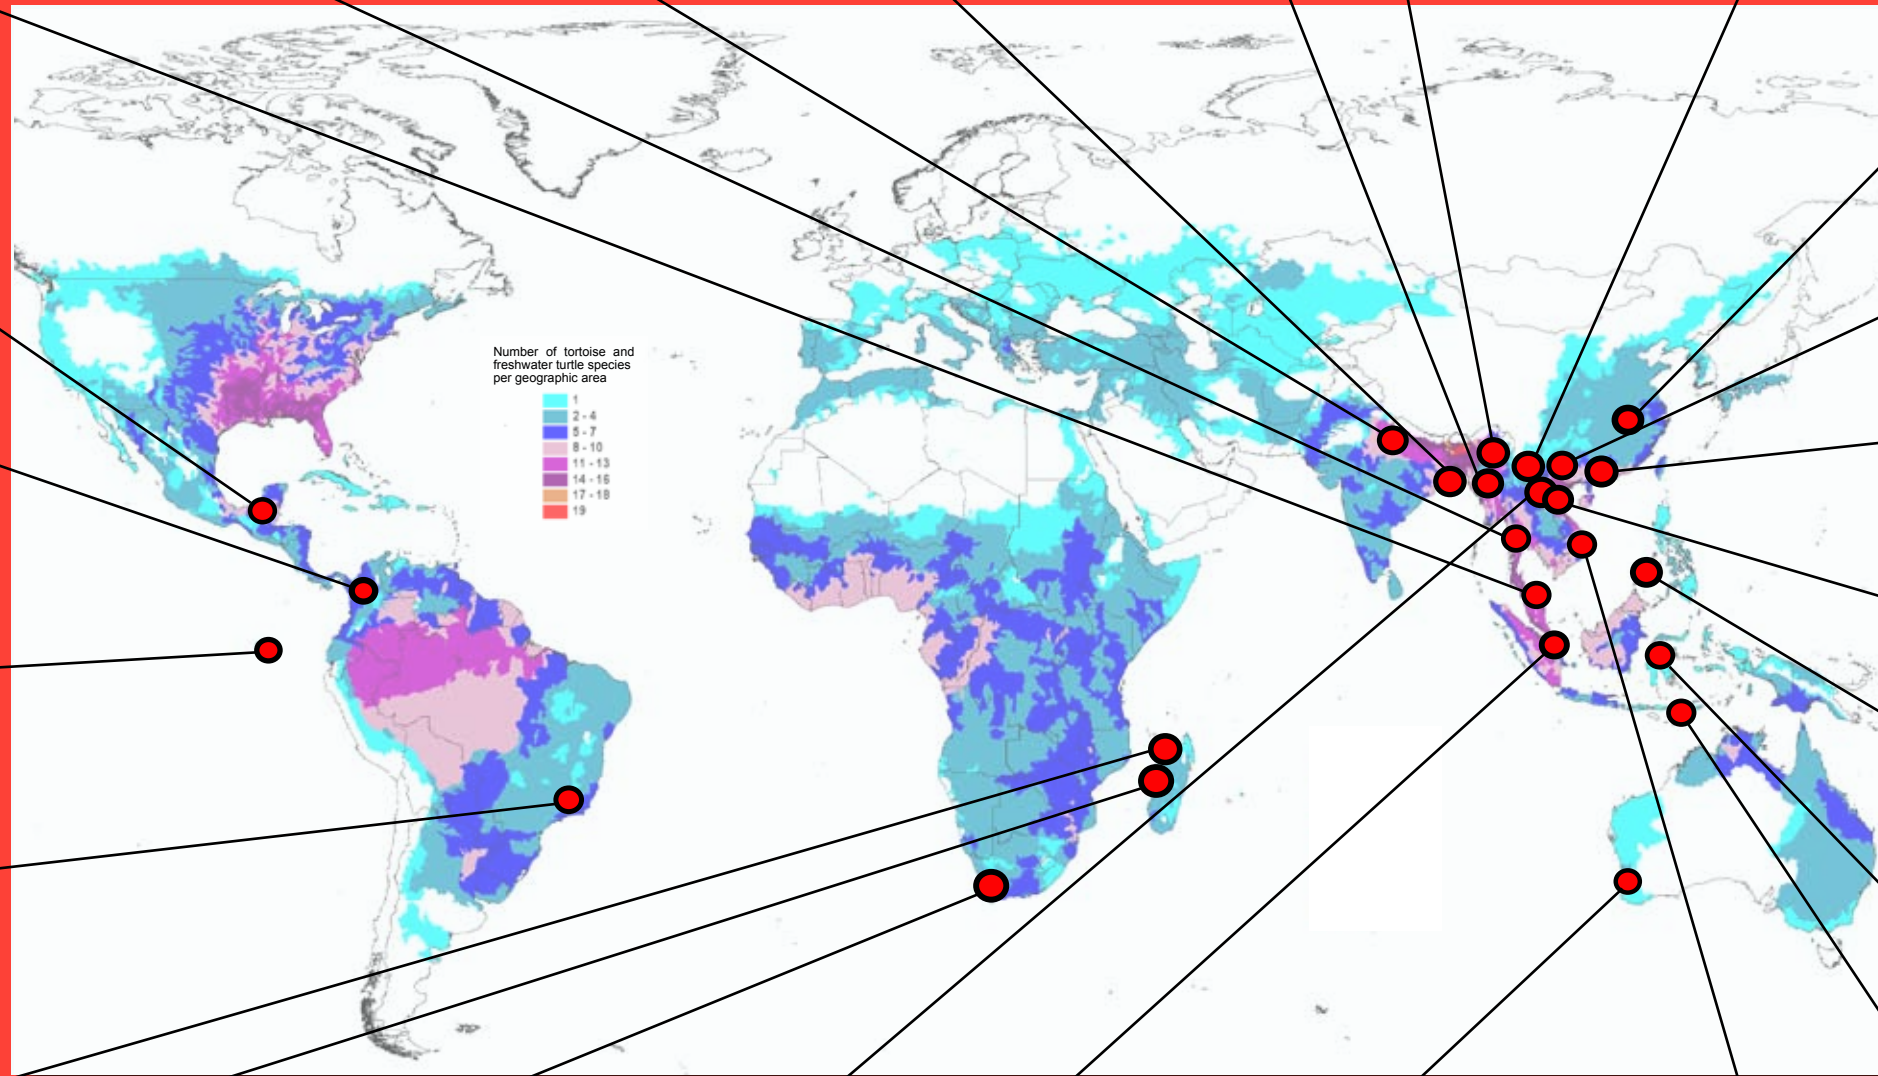 Number of tortoise and
freshwater turtle species
per geographic area
1
2 - 4
5 - 7
8 - 10
11 - 13
14 - 16
17 - 18
19